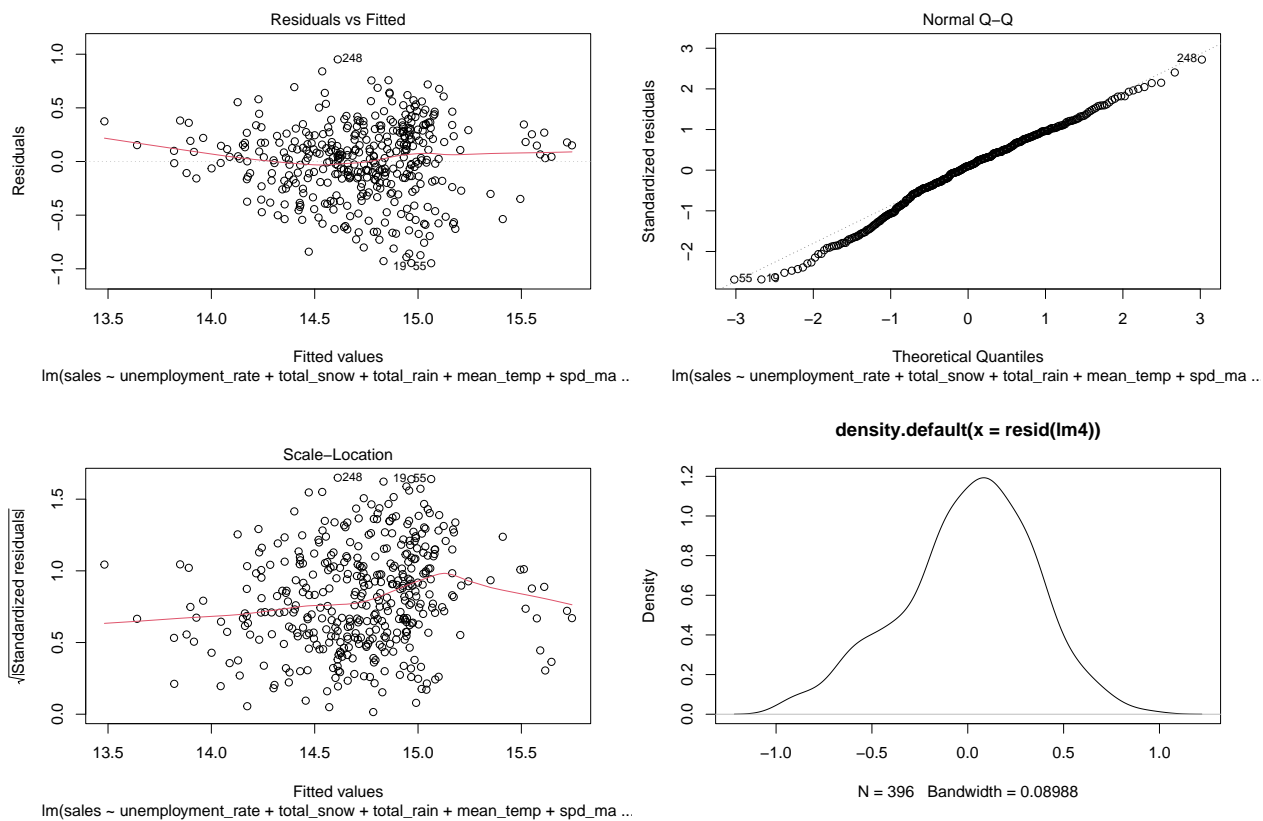 Residuals vs Fitted
1.0
0.5
0.0
−0.5
−1.0
Residuals
248
19
55
13.5 14.0 14.5 15.0 15.5
Fitted values
lm(sales ~ unemployment_rate + total_snow + total_rain + mean_temp + spd_ma ..
Normal Q−Q
3
2
1
0
−1
−2
Standardized residuals
248
55
19
−3 −2 −1 0 1 2 3
Theoretical Quantiles
lm(sales ~ unemployment_rate + total_snow + total_rain + mean_temp + spd_ma ..
Scale−Location
1.5
1.0
0.5
0.0
√|Standardized residuals|
248
19
55
13.5 14.0 14.5 15.0 15.5
Fitted values
lm(sales ~ unemployment_rate + total_snow + total_rain + mean_temp + spd_ma ..
density.default(x = resid(lm4))
1.2
1.0
0.8
0.6
0.4
0.2
0.0
Density
−1.0 −0.5 0.0 0.5 1.0
N = 396 Bandwidth = 0.08988